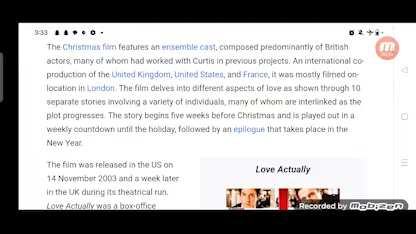 3:33
The Christmas film features an ensemble cast, composed predominantly of British
actors, many of whom had worked with Curtis in previous projects. An international co-
production of the United Kingdom, United States, and France, it was mostly filmed on-
location in London. The film delves into different aspects of love as shown through 10
separate stories involving a variety of individuals, many of whom are interlinked as the
plot progresses. The story begins five weeks before Christmas and is played out in a
weekly countdown until the holiday, followed by an epilogue that takes place in the
New Year.
The film was released in the US on
14 November 2003 and a week later
in the UK during its theatrical run.
Love Actually was a box-office
Love Actually
Recorded by Mobizen